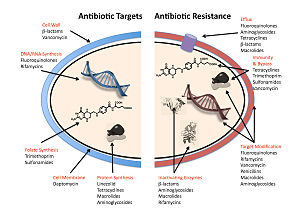 Antibiotic Targets
Antibiotic Resistance
Cell Wall
β-lactams
Vancomycin
DNA/RNA Synthesis
Fluoroquinolones
Rifamycins
Folate Synthesis
Trimethoprim
Sulfonamides
Cell Membrane
Daptomycin
Protein Synthesis
Linezolid
Tetracyclines
Macrolides
Aminoglycosides
Efflux
Fluoroquinolones
Aminoglycosides
Tetracyclines
β-lactams
Macrolides
Immunity
& Bypass
Tetracyclines
Trimethoprim
Sulfonamides
Vancomycin
Target Modification
Fluoroquinolones
Rifamycins
Vancomycin
Penicillins
Macrolides
Aminoglycosides
Inactivating Enzymes
β-lactams
Aminoglycosides
Macrolides
Rifamycins